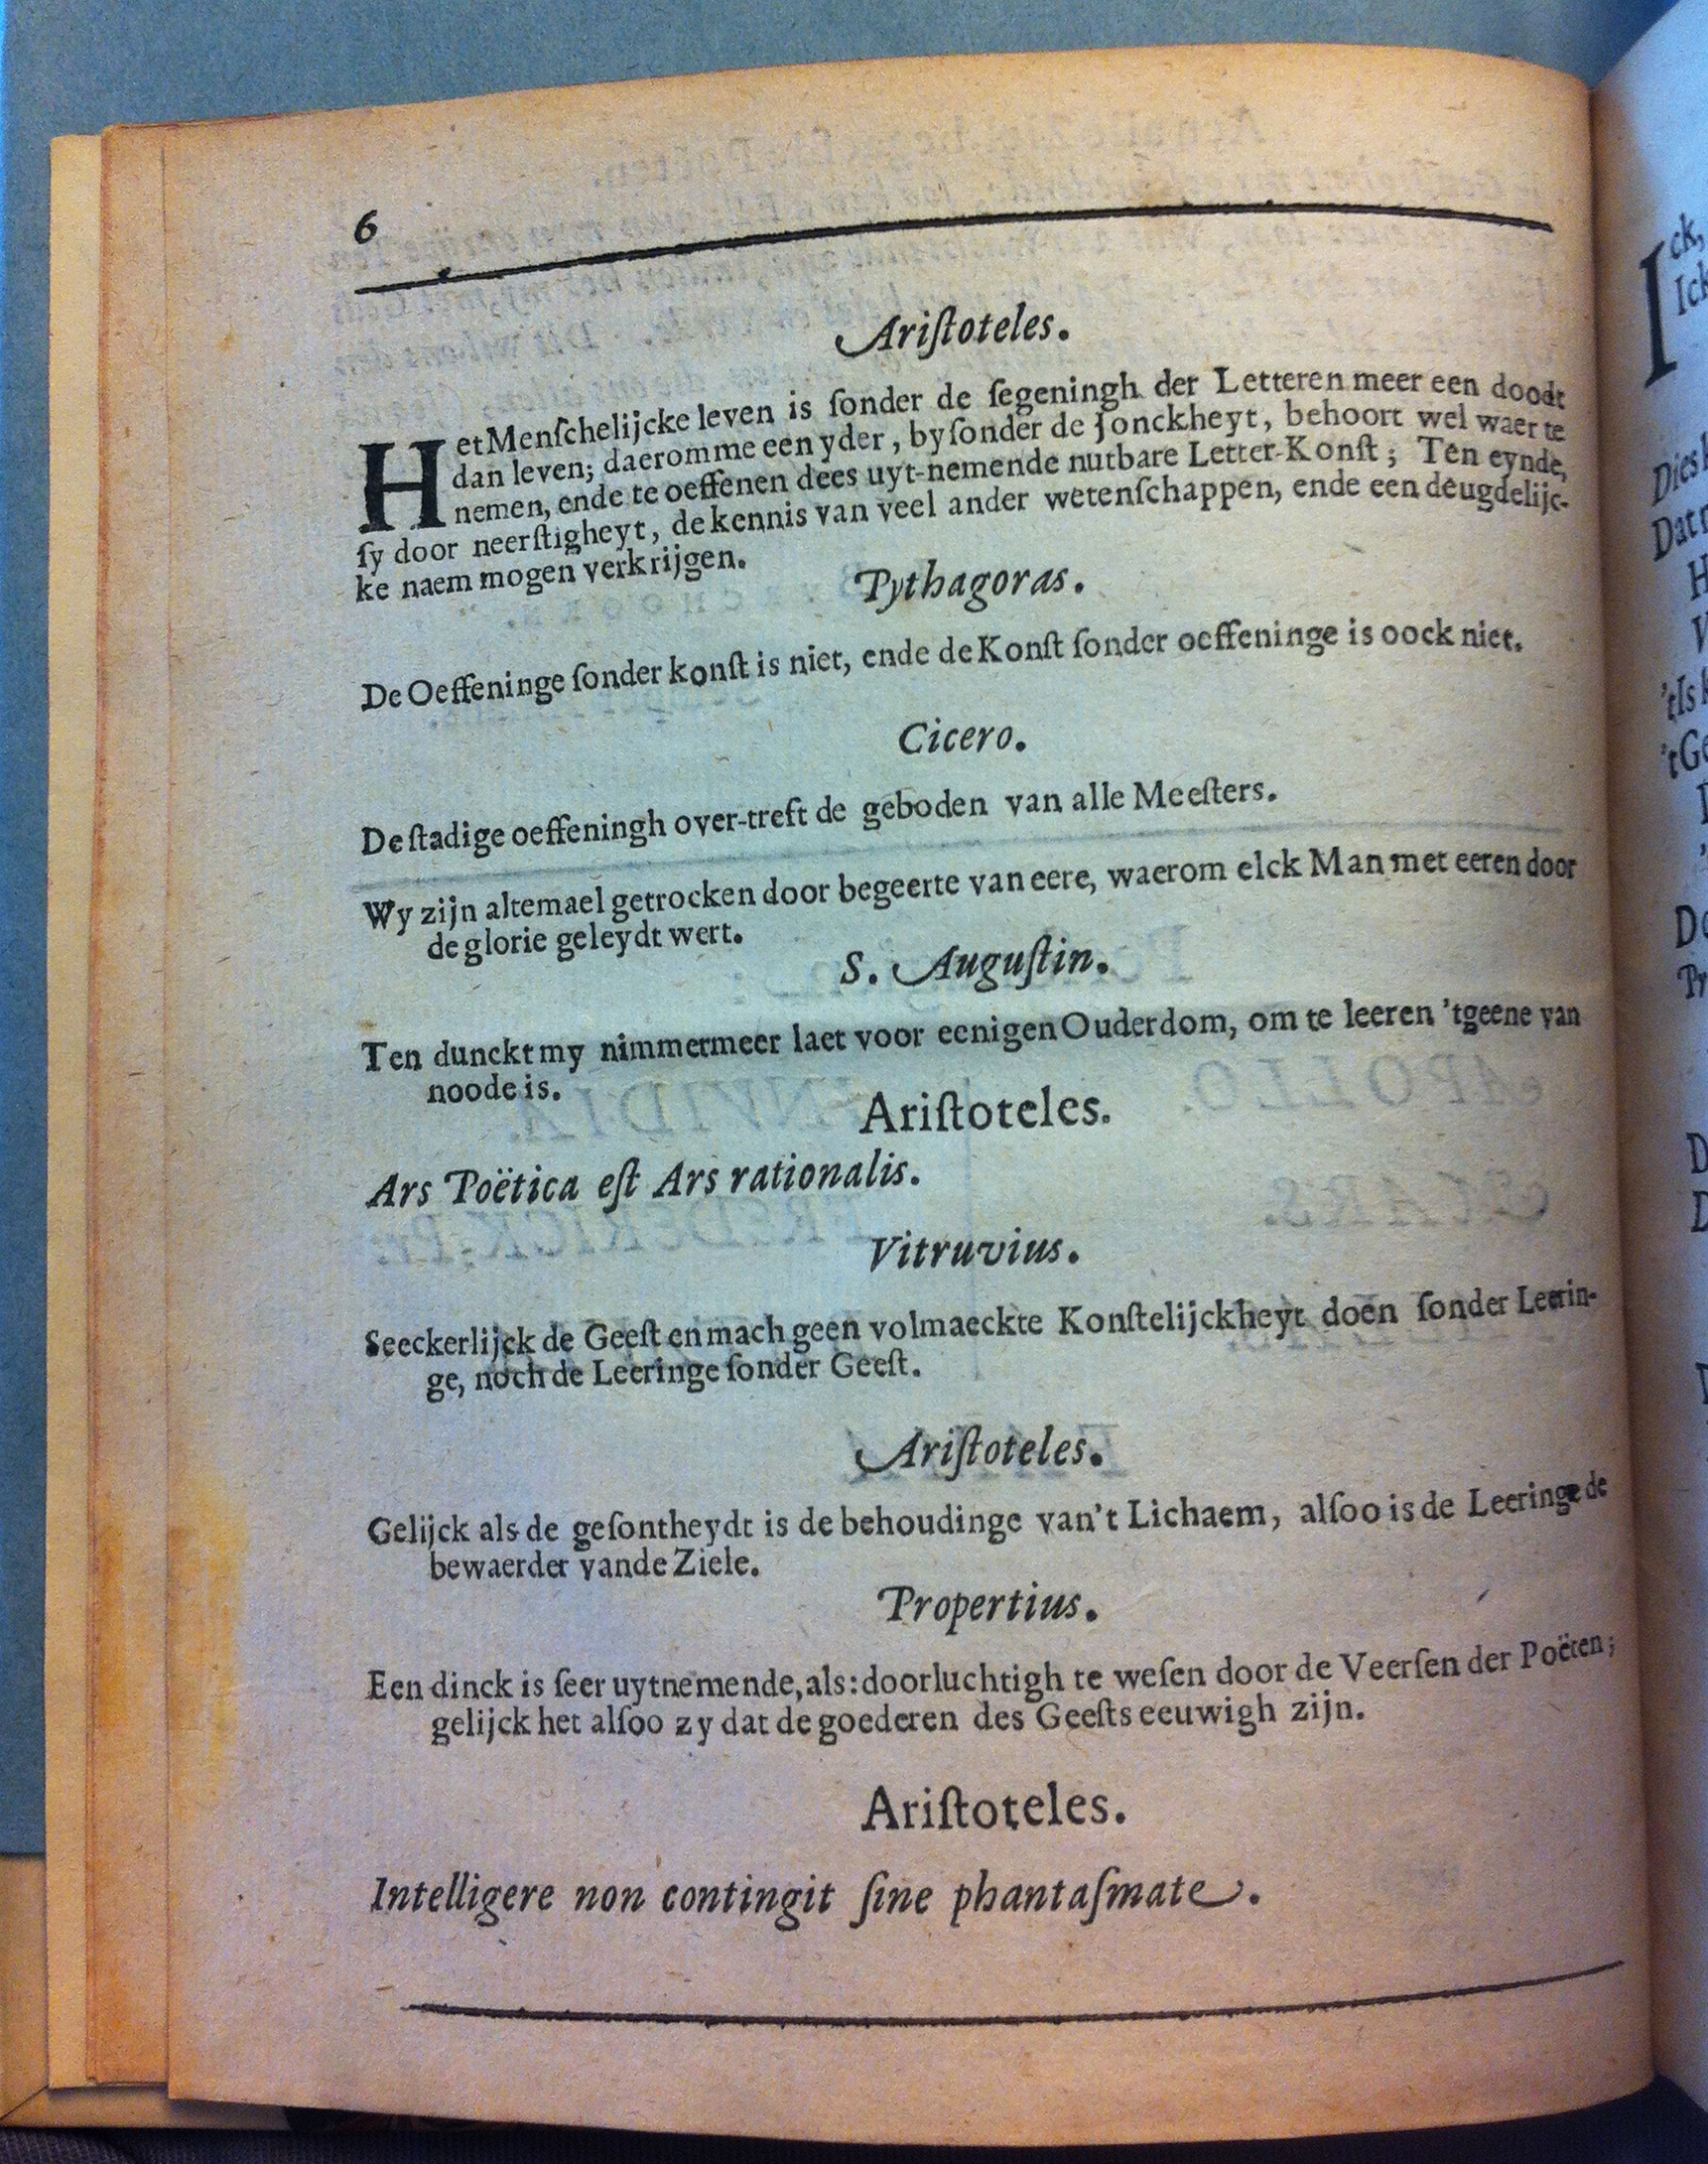 6
Ariſtoteles.
Het Menſchelijcke leven is ſonder de ſegeningh der Letteren meer een doodt
dan leven; daeromme een yder, by ſonder de Jonckheyt, behoort wel waer te
nemen, ende te oeffenen dees uyt-nemende nutbare Letter-Konſt; Ten eynde,
ſy door neerſtigheyt, de kennis van veel ander wetenſchappen, ende een deugdelijc-
ke naem mogen verkrijgen.
Pythagoras.
De Oeffeninge ſonder konſt is niet, ende de Konſt ſonder oeffeninge is oock niet.
Cicero.
De ſtadige oeffeningh over-treft de geboden van alle Meeſters.
Wy zijn altemael getrocken door begeerte van eere, waerom elck Man met eeren door
de glorie geleydt wert.
S. Auguſtin.
Ten dunckt my nimmermeer laet voor eenigen Ouderdom, om te leeren 'tgeene van
noode is.
Ariſtoteles.
Ars Poëtica eſt Ars rationalis.
Vitruvius.
Seeckerlijck de Geeſt en mach geen volmaeckte Konſtelijckheyt doen ſonder Leerin-
ge, noch de Leeringe ſonder Geeſt.
Ariſtoteles.
Gelijck als de geſontheydt is de behoudinge van't Lichaem, alſoo is de Leeringe de
bewaerder vande Ziele.
Propertius.
Een dinck is ſeer uytnemende, als: doorluchtigh te weſen door de Veerſen der Poëten;
gelijck het alſoo zy dat de goederen des Geeſts eeuwigh zijn.
Ariſtoteles.
Intelligere non contingit ſine phantaſmate.
Ick,
Ick
Dies
Dat
'tIs
'tGe